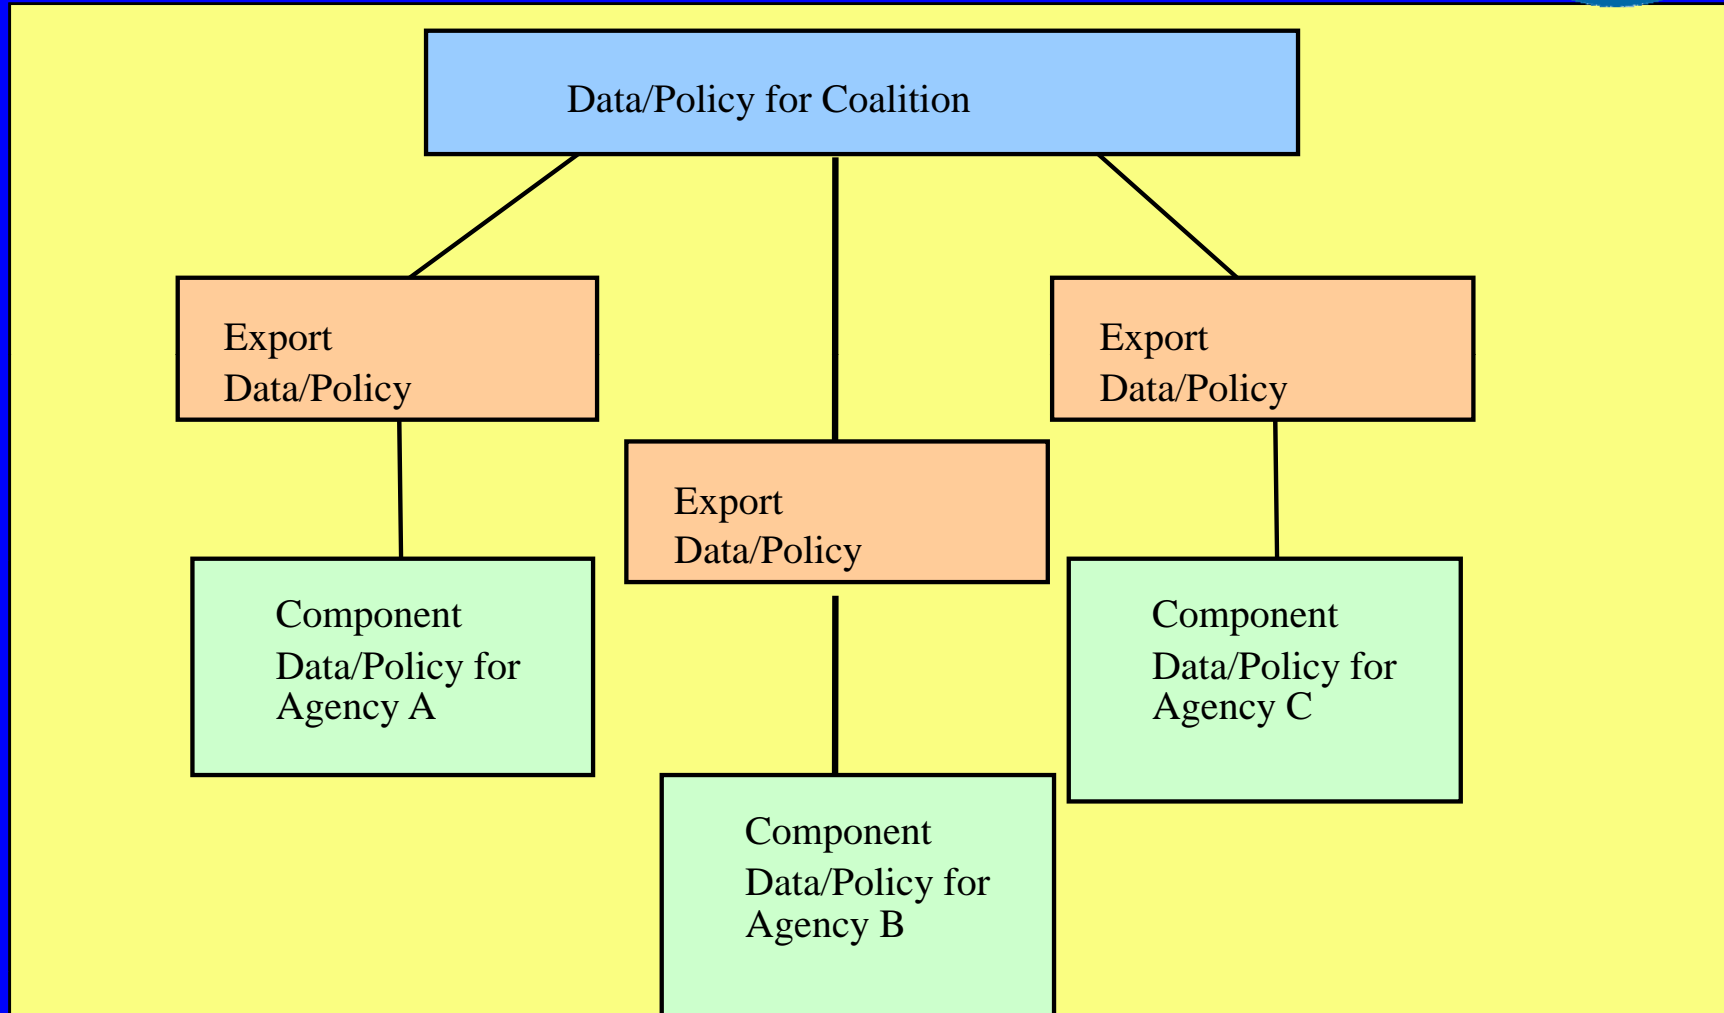 Data/Policy for Coalition
Export
Data/Policy
Export
Data/Policy
Export
Data/Policy
Component
Data/Policy for
Agency A
Component
Data/Policy for
Agency C
Component
Data/Policy for
Agency B